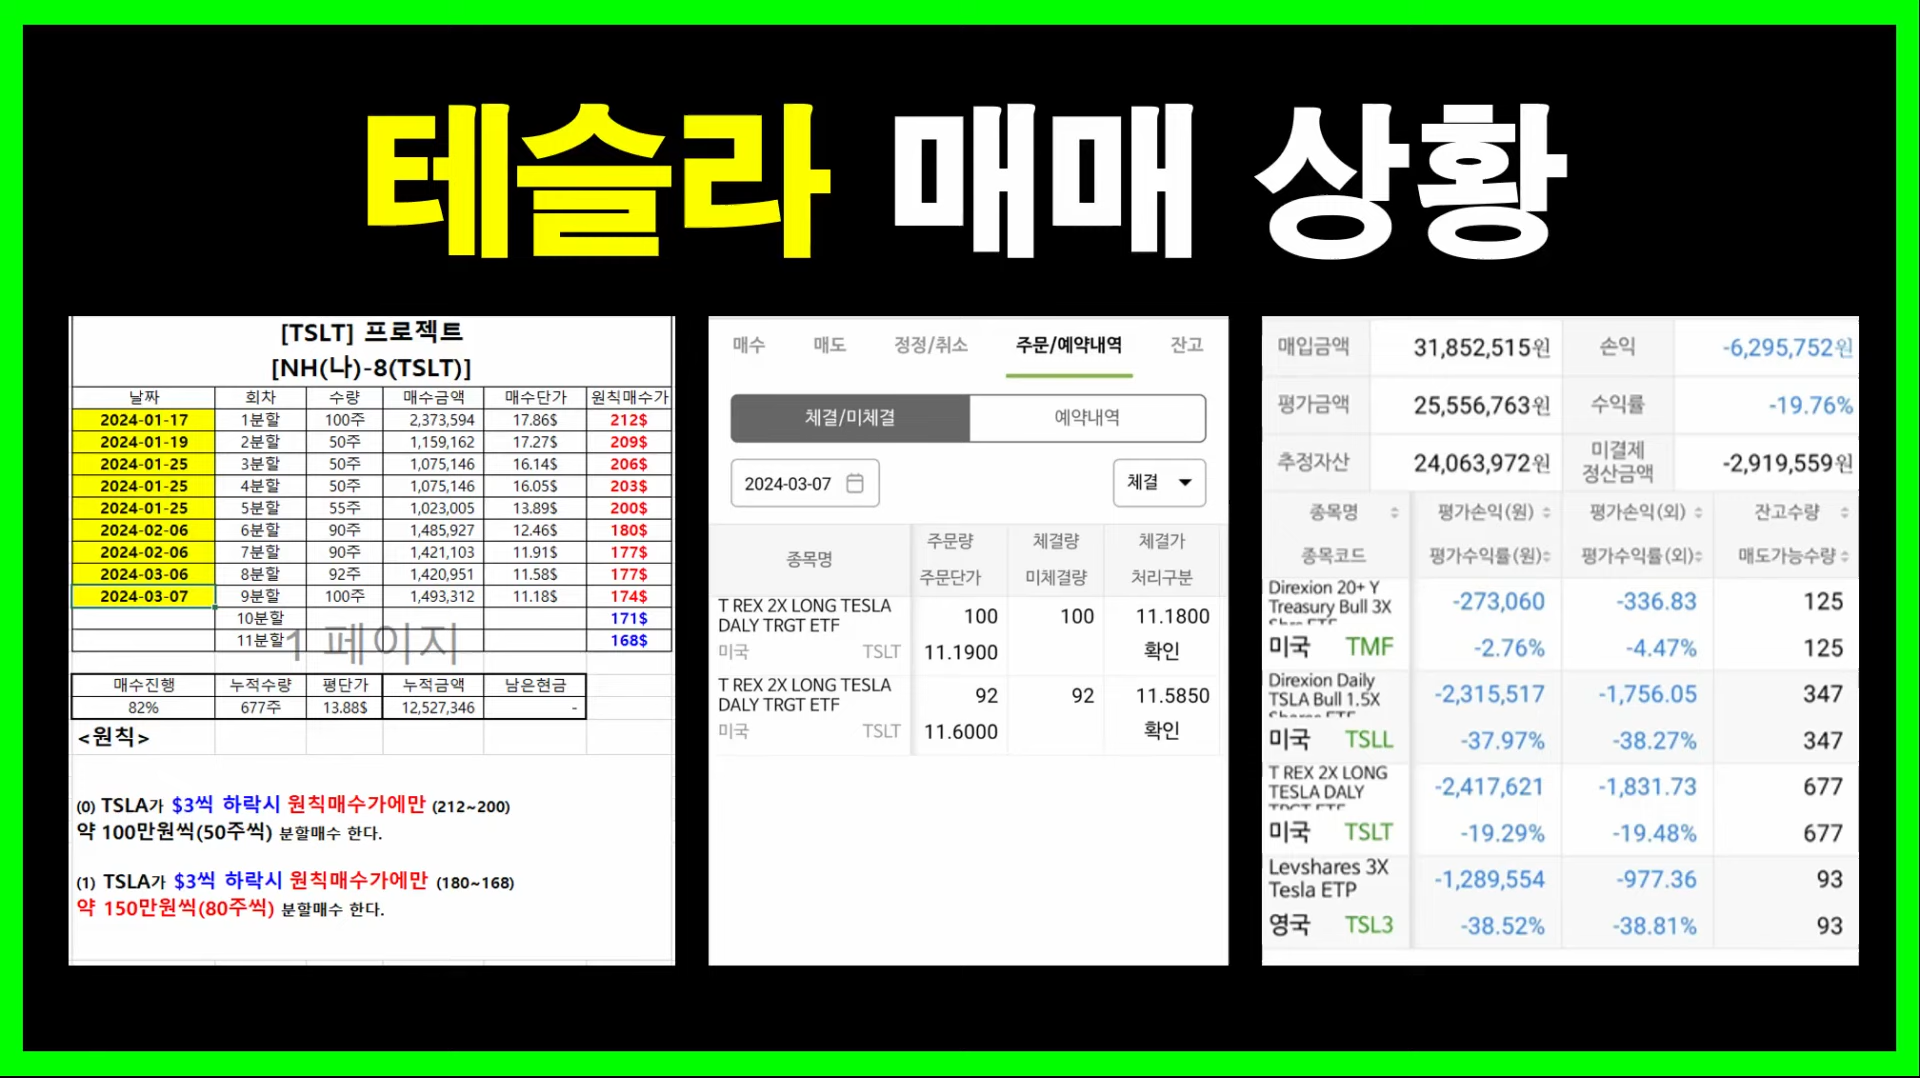 테슬라 매매 상황
[TSLT] 프로젝트
[NH(나)-8(TSLT)]
날짜 회차 수량 매수금액 매수단가 원칙매수가
2024-01-17 1분할 100주 2,373,594 17.86$ 212$
2024-01-19 2분할 50주 1,159,162 17.27$ 209$
2024-01-25 3분할 50주 1,075,146 16.14$ 206$
2024-01-25 4분할 50주 1,075,146 16.05$ 203$
2024-01-25 5분할 55주 1,023,005 13.89$ 200$
2024-02-06 6분할 90주 1,485,927 12.46$ 180$
2024-02-06 7분할 90주 1,421,103 11.91$ 177$
2024-03-06 8분할 92주 1,420,951 11.58$ 177$
2024-03-07 9분할 100주 1,493,312 11.18$ 174$
10분할 171$
11분할 168$
1 페이지
매수진행 누적수량 평단가 누적금액 남은현금
82% 677주 13.88$ 12,527,346 -
<원칙>
(0) TSLA가 $3씩 하락시 원칙매수가에만 (212~200)
약 100만원씩(50주씩) 분할매수 한다.
(1) TSLA가 $3씩 하락시 원칙매수가에만 (180~168)
약 150만원씩(80주씩) 분할매수 한다.
매수 매도 정정/취소 주문/예약내역 잔고
체결/미체결 예약내역
2024-03-07 체결
종목명 주문량 체결량 체결가
주문단가 미체결량 처리구분
T REX 2X LONG TESLA
DALY TRGT ETF
100 100 11.1800
미국 TSLT 11.1900 확인
T REX 2X LONG TESLA
DALY TRGT ETF
92 92 11.5850
미국 TSLT 11.6000 확인
매입금액 31,852,515원 손익 -6,295,752원
평가금액 25,556,763원 수익률 -19.76%
추정자산 24,063,972원 미결제 정산금액 -2,919,559원
종목명 평가손익(원) 평가손익(외) 잔고수량
종목코드 평가수익률(원) 평가수익률(외) 매도가능수량
Direxion 20+ Y
Treasury Bull 3X
Shrs ETF
-273,060 -336.83 125
미국 TMF -2.76% -4.47% 125
Direxion Daily
TSLA Bull 1.5X
Shares ETF
-2,315,517 -1,756.05 347
미국 TSLL -37.97% -38.27% 347
T REX 2X LONG
TESLA DALY
TRGT ETF
-2,417,621 -1,831.73 677
미국 TSLT -19.29% -19.48% 677
Levshares 3X
Tesla ETP
-1,289,554 -977.36 93
영국 TSL3 -38.52% -38.81% 93